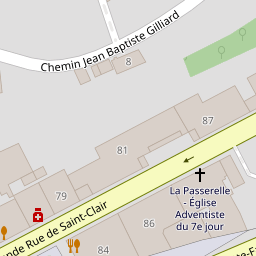 Chemin Jean Baptiste Gilliard
8
87
81
79
La Passerelle
- Église
Adventiste
du 7e jour
nde Rue de Saint-Clair
86
84